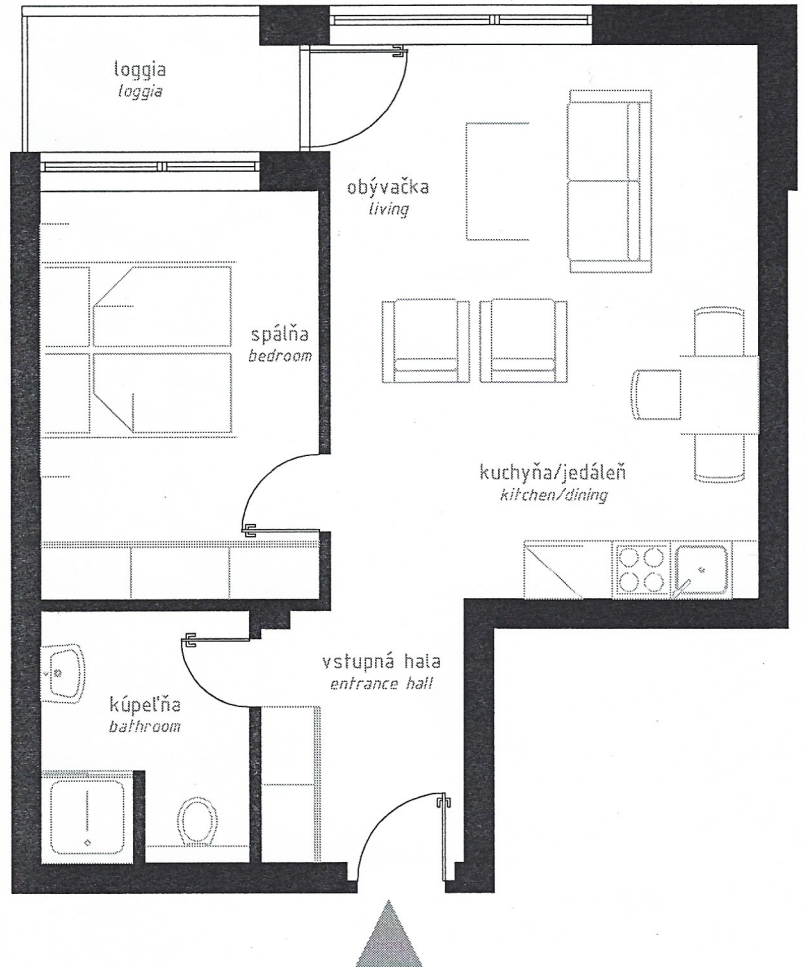 loggia
loggia
obývačka
living
spálňa
bedroom
kuchyňa/jedáleň
kitchen/dining
vstupná hala
entrance hall
kúpeľňa
bathroom